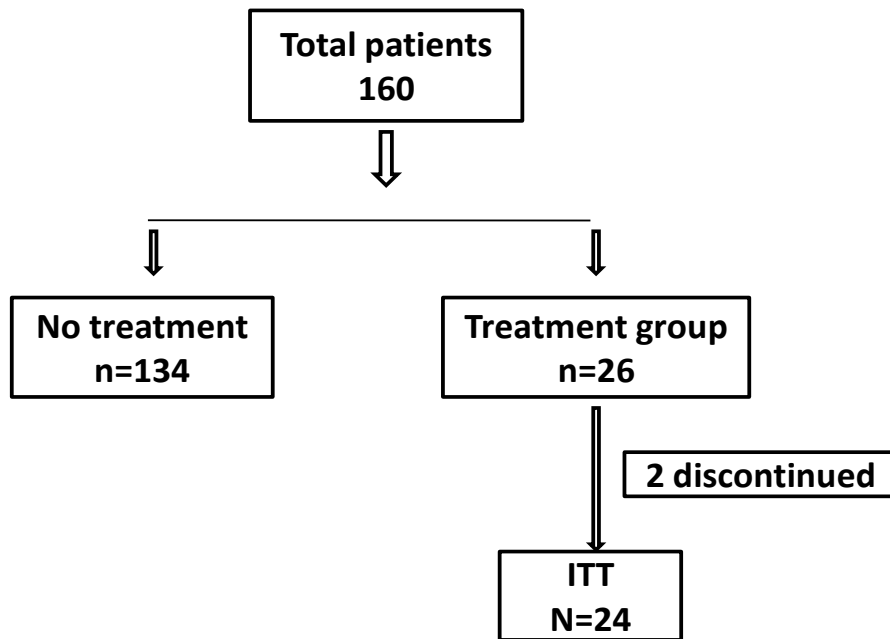 Total patients
160
No treatment
n=134
Treatment group
n=26
2 discontinued
ITT
N=24